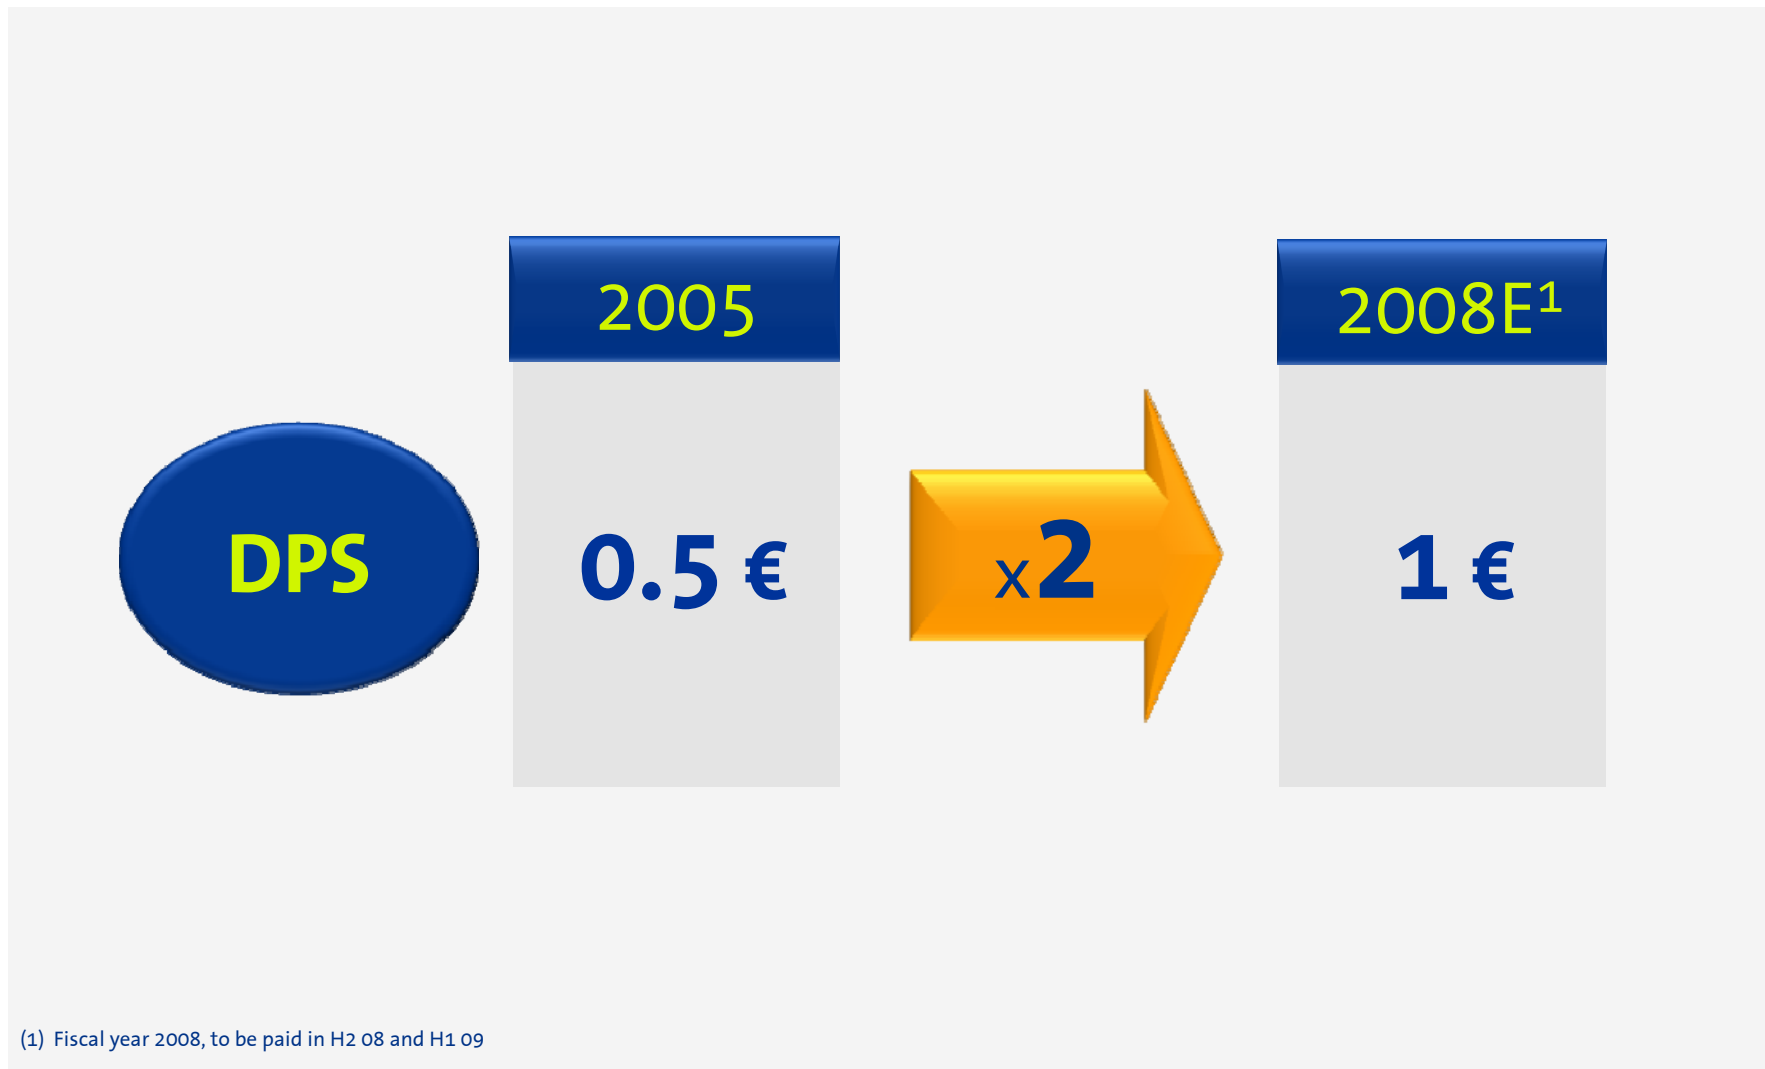 2005
2008E¹
DPS
0.5 €
x2
1 €
(1) Fiscal year 2008, to be paid in H2 08 and H1 09